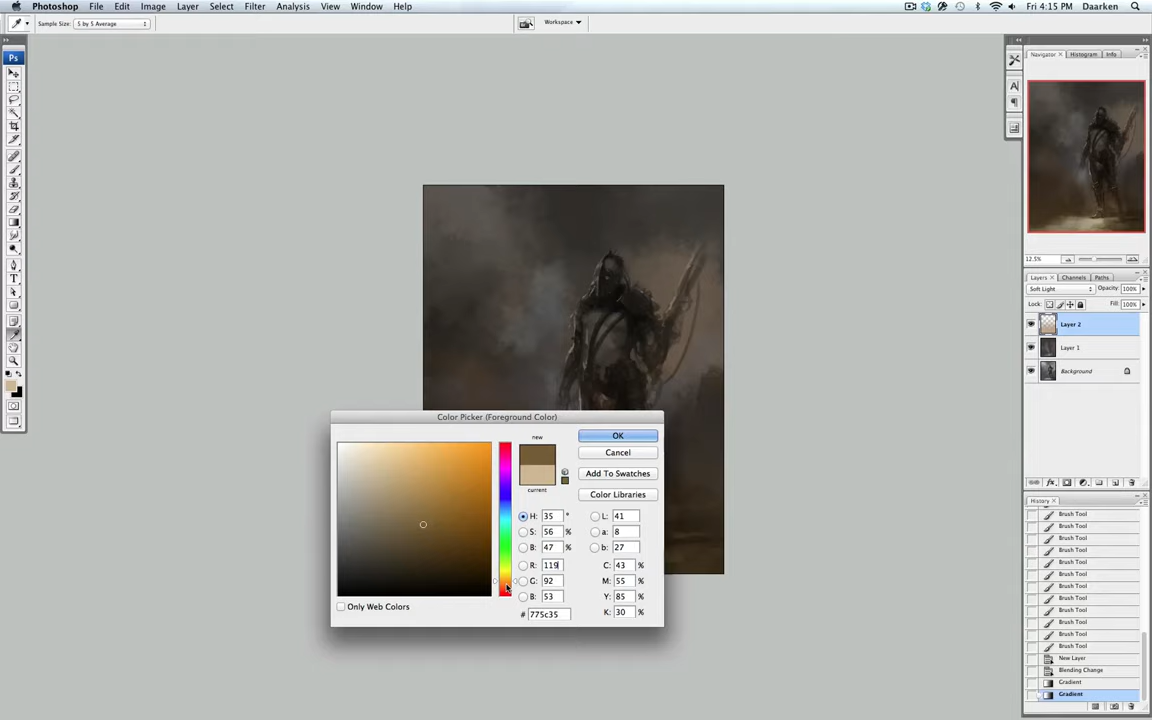 Photoshop File Edit Image Layer Select Filter Analysis View Window Help Fri 4:15 PM Daarken
Sample Size: 5 by 5 Average Workspace
Ps
Navigator Histogram Info
12.5%
Layers Channels Paths
Soft Light Opacity: 100%
Lock: Fill: 100%
Layer 2
Layer 1
Background
History
Brush Tool
Brush Tool
Brush Tool
Brush Tool
Brush Tool
Brush Tool
Brush Tool
Brush Tool
Brush Tool
Brush Tool
Brush Tool
Brush Tool
New Layer
Blending Change
Gradient
Gradient
Color Picker (Foreground Color)
new
current
OK
Cancel
Add To Swatches
Color Libraries
H: 35 ° L: 41
S: 56 % a: 8
B: 47 % b: 27
R: 119 C: 43 %
G: 92 M: 55 %
B: 53 Y: 85 %
# 775c35 K: 30 %
Only Web Colors